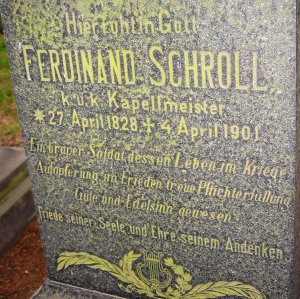 Hier ruht in Gott
FERDINAND SCHROLL
k.u.k. Kapellmeister
* 27. April 1828 + 4. April 1901.
Ein braver Soldat dessen Leben im Kriege
Aufopferung im Frieden treue Pflichterfüllung
Güte und Edelsinn gewesen.
Friede seiner Seele und Ehre seinem Andenken